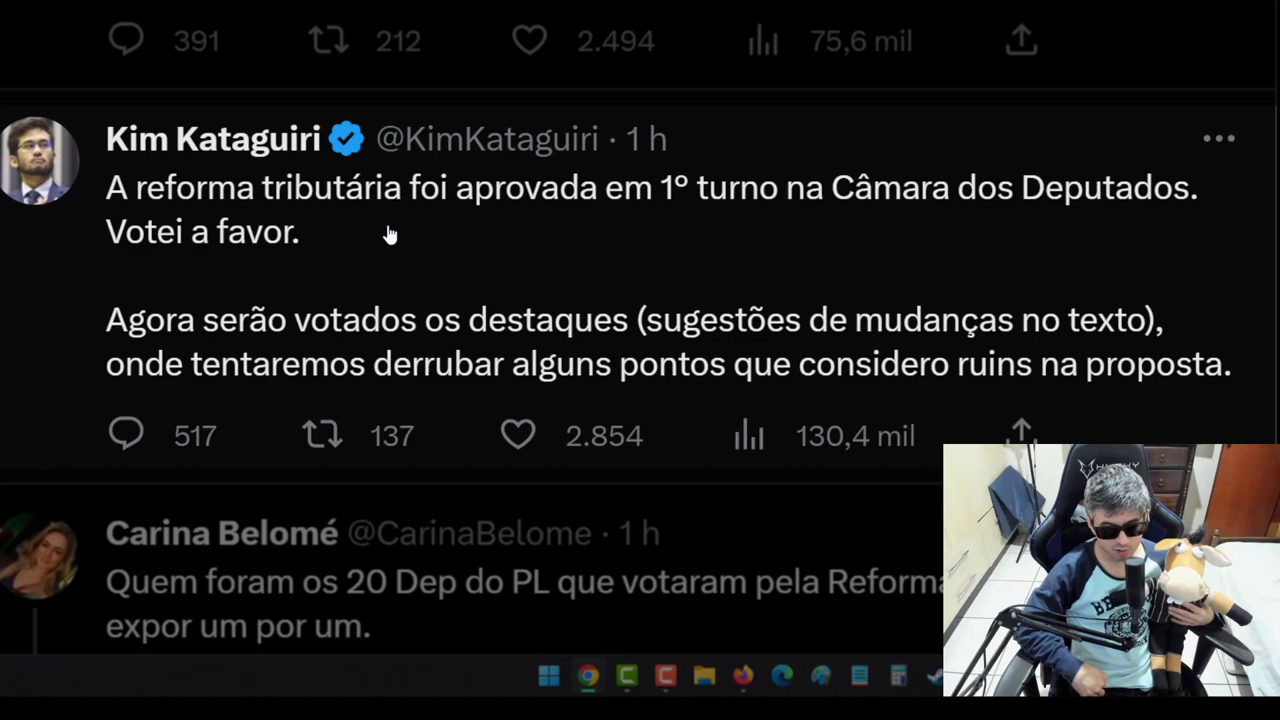 391 212 2.494 75,6 mil
Kim Kataguiri @KimKataguiri · 1 h
A reforma tributária foi aprovada em 1º turno na Câmara dos Deputados.
Votei a favor.
Agora serão votados os destaques (sugestões de mudanças no texto),
onde tentaremos derrubar alguns pontos que considero ruins na proposta.
517 137 2.854 130,4 mil
Carina Belomé @CarinaBelome · 1 h
Quem foram os 20 Dep do PL que votaram pela
expor um por um.